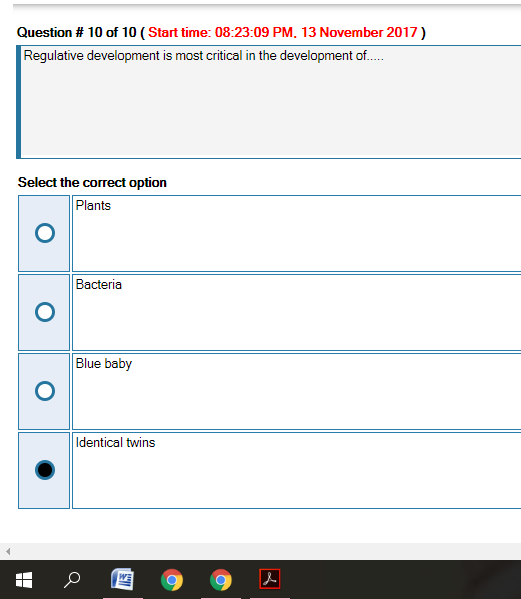 Question # 10 of 10 ( Start time: 08:23:09 PM, 13 November 2017 )
Regulative development is most critical in the development of.....
Select the correct option
Plants
Bacteria
Blue baby
Identical twins